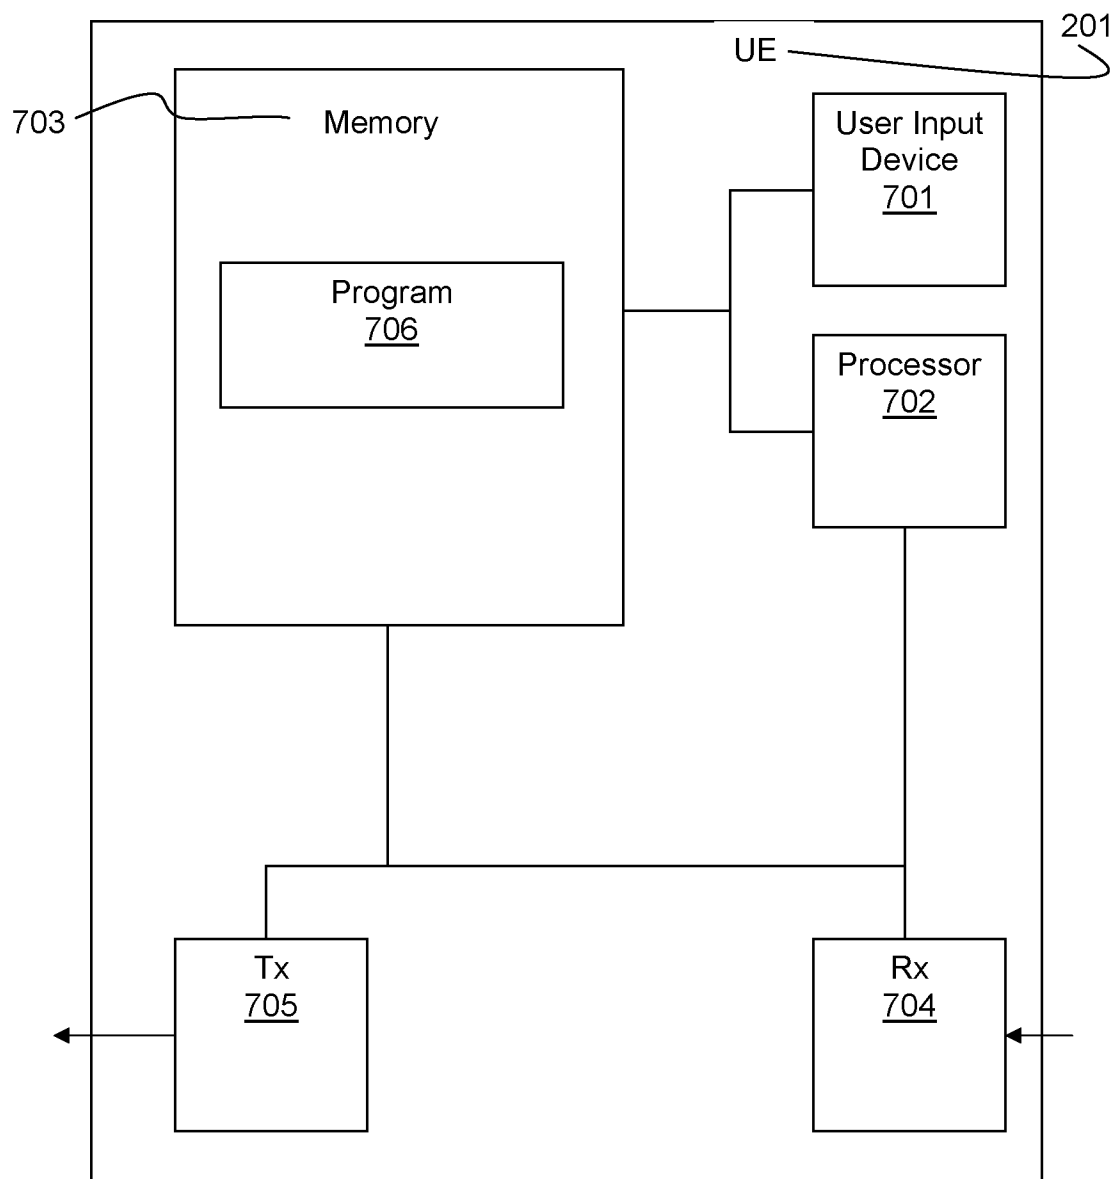 201
UE
703
Memory
User Input
Device
701
Program
706
Processor
702
Tx
705
Rx
704